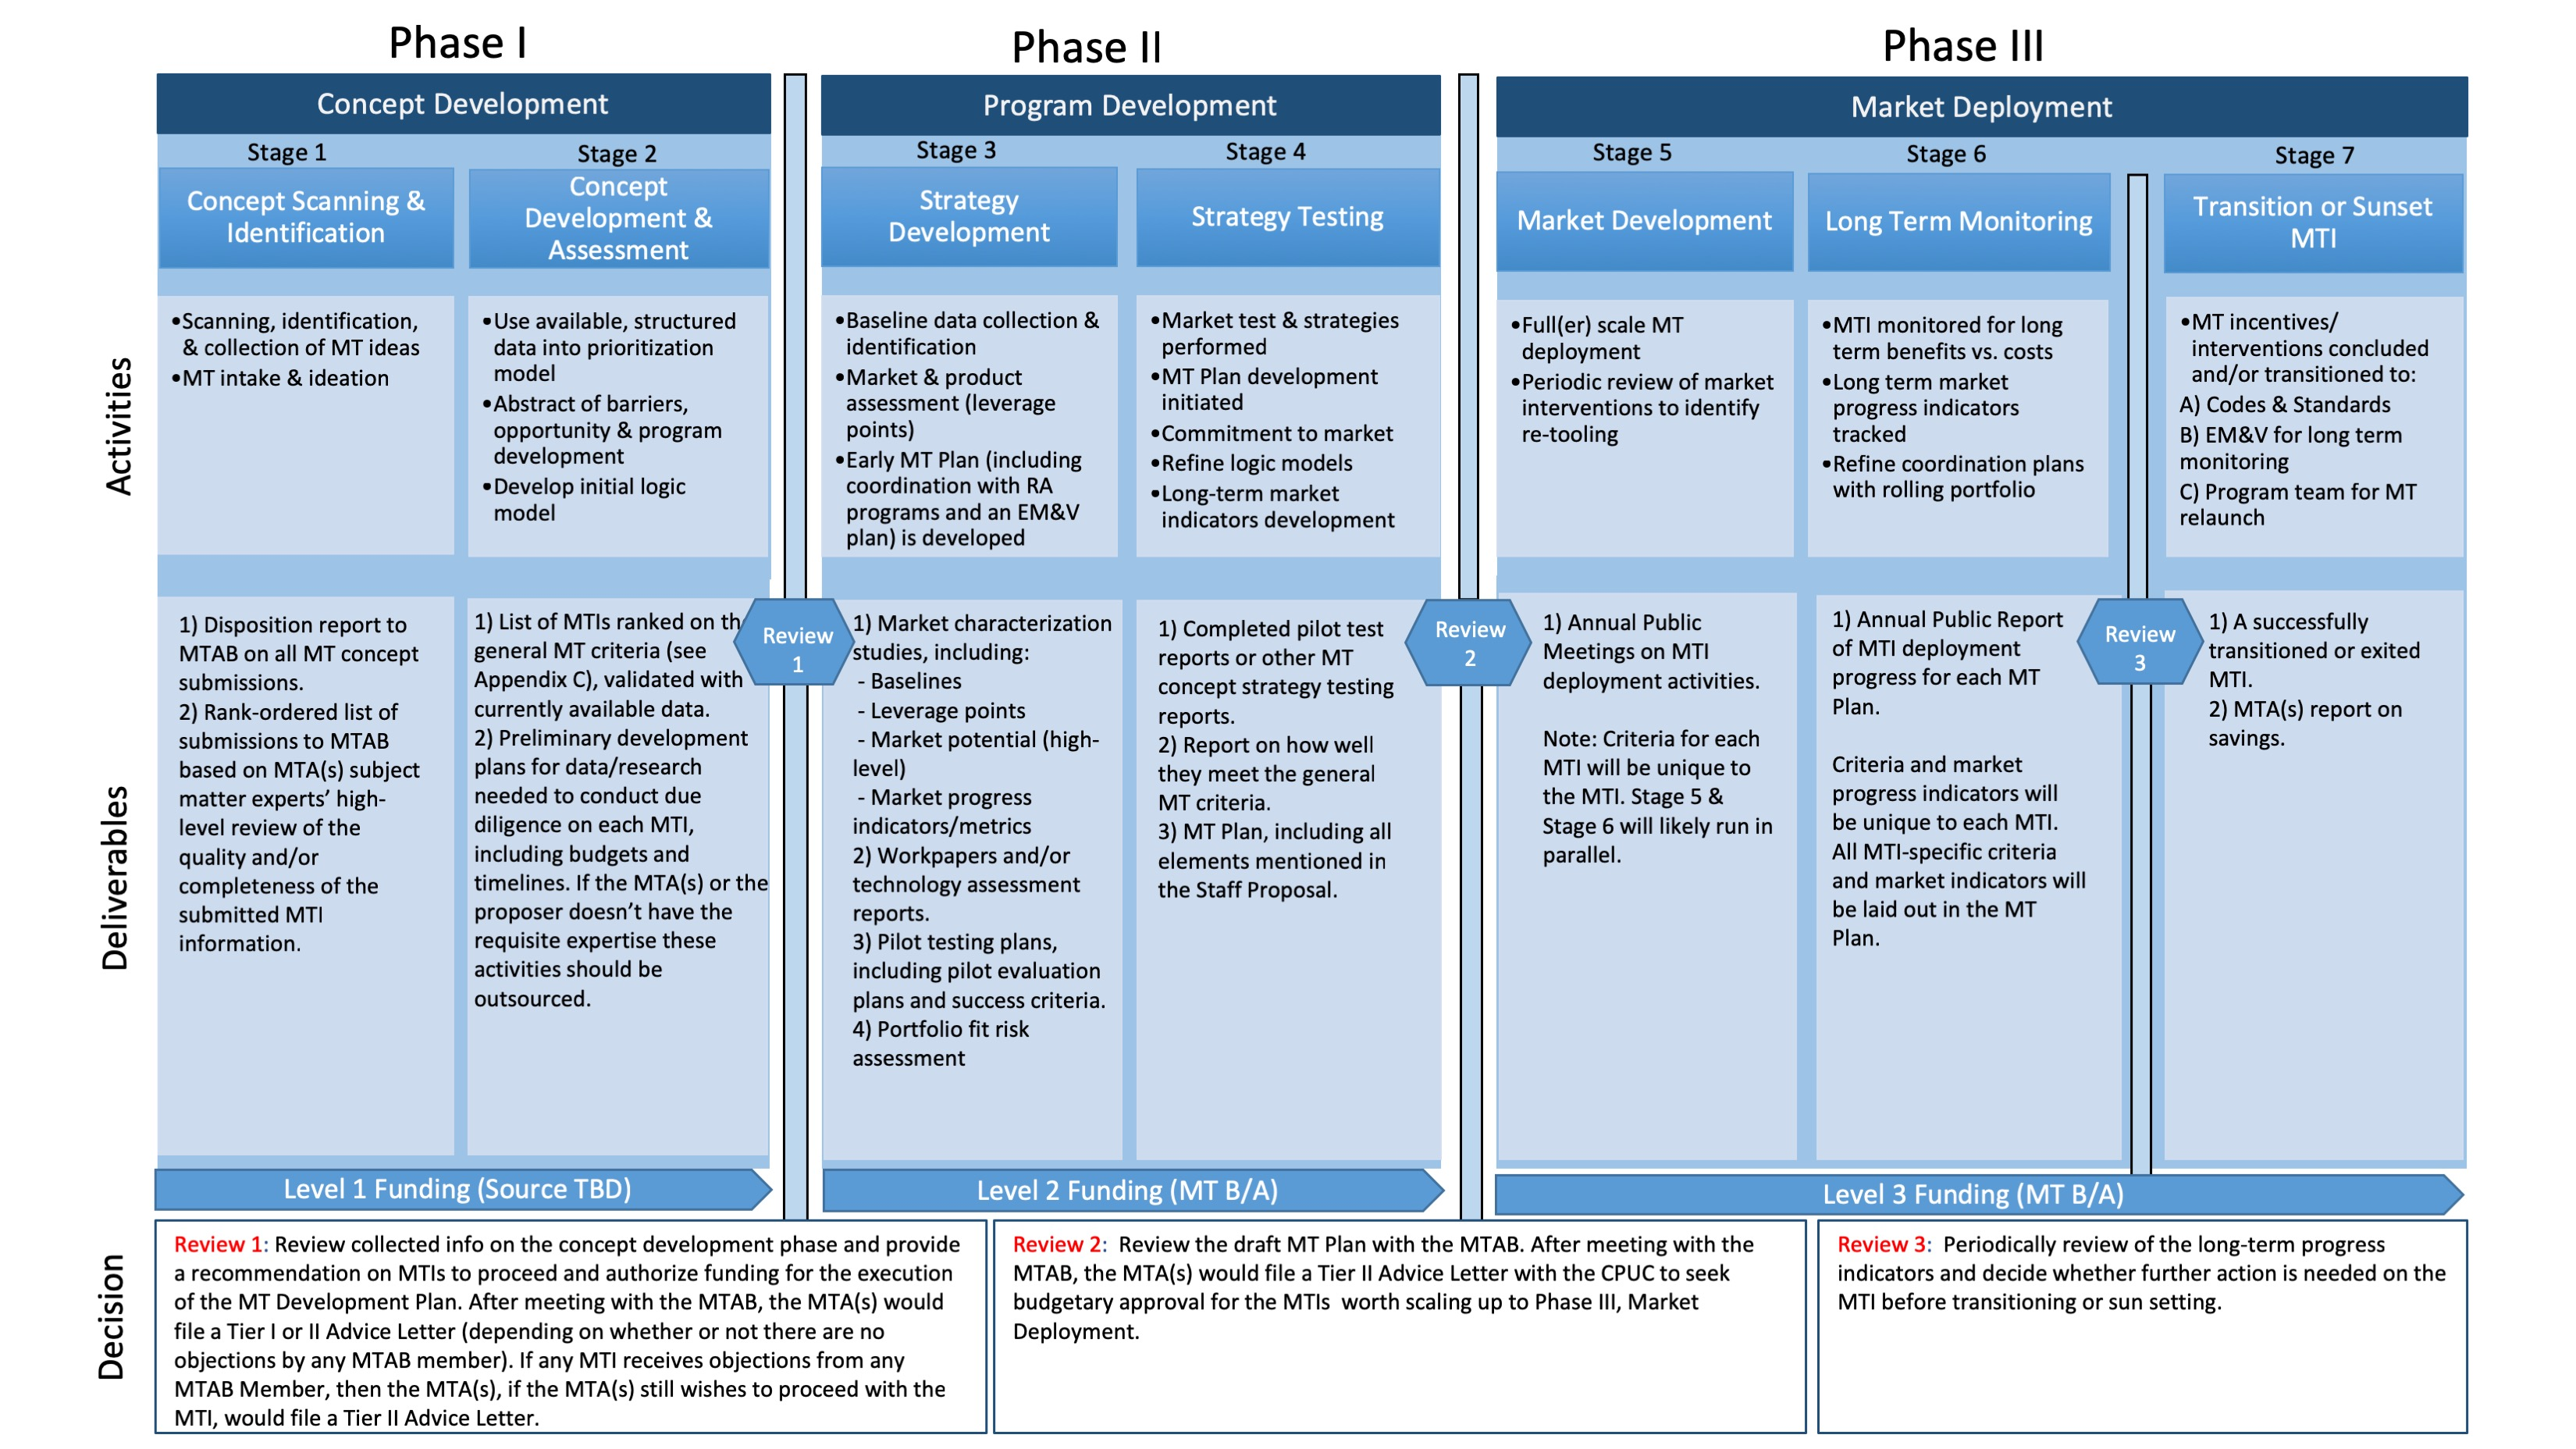 Phase I
Phase II
Phase III
Concept Development
Program Development
Market Deployment
Stage 1
Stage 2
Stage 3
Stage 4
Stage 5
Stage 6
Stage 7
Concept Scanning &
Identification
Concept
Development &
Assessment
Strategy
Development
Strategy Testing
Market Development
Long Term Monitoring
Transition or Sunset
MTI
Activities
•Scanning, identification,
& collection of MT ideas
•MT intake & ideation
•Use available, structured
data into prioritization
model
•Abstract of barriers,
opportunity & program
development
•Develop initial logic
model
•Baseline data collection &
identification
•Market & product
assessment (leverage
points)
•Early MT Plan (including
coordination with RA
programs and an EM&V
plan) is developed
•Market test & strategies
performed
•MT Plan development
initiated
•Commitment to market
•Refine logic models
•Long-term market
indicators development
•Full(er) scale MT
deployment
•Periodic review of market
interventions to identify
re-tooling
•MTI monitored for long
term benefits vs. costs
•Long term market
progress indicators
tracked
•Refine coordination plans
with rolling portfolio
•MT incentives/
interventions concluded
and/or transitioned to:
A) Codes & Standards
B) EM&V for long term
monitoring
C) Program team for MT
relaunch
Deliverables
1) Disposition report to
MTAB on all MT concept
submissions.
2) Rank-ordered list of
submissions to MTAB
based on MTA(s) subject
matter experts’ high-
level review of the
quality and/or
completeness of the
submitted MTI
information.
1) List of MTIs ranked on th
general MT criteria (see
Appendix C), validated with
currently available data.
2) Preliminary development
plans for data/research
needed to conduct due
diligence on each MTI,
including budgets and
timelines. If the MTA(s) or the
proposer doesn’t have the
requisite expertise these
activities should be
outsourced.
Review
1
1) Market characterization
studies, including:
- Baselines
- Leverage points
- Market potential (high-
level)
- Market progress
indicators/metrics
2) Workpapers and/or
technology assessment
reports.
3) Pilot testing plans,
including pilot evaluation
plans and success criteria.
4) Portfolio fit risk
assessment
1) Completed pilot test
reports or other MT
concept strategy testing
reports.
2) Report on how well
they meet the general
MT criteria.
3) MT Plan, including all
elements mentioned in
the Staff Proposal.
Review
2
1) Annual Public
Meetings on MTI
deployment activities.
Note: Criteria for each
MTI will be unique to
the MTI. Stage 5 &
Stage 6 will likely run in
parallel.
1) Annual Public Report
of MTI deployment
progress for each MT
Plan.
Criteria and market
progress indicators will
be unique to each MTI.
All MTI-specific criteria
and market indicators will
be laid out in the MT
Plan.
Review
3
1) A successfully
transitioned or exited
MTI.
2) MTA(s) report on
savings.
Level 1 Funding (Source TBD)
Level 2 Funding (MT B/A)
Level 3 Funding (MT B/A)
Decision
Review 1: Review collected info on the concept development phase and provide
a recommendation on MTIs to proceed and authorize funding for the execution
of the MT Development Plan. After meeting with the MTAB, the MTA(s) would
file a Tier I or II Advice Letter (depending on whether or not there are no
objections by any MTAB member). If any MTI receives objections from any
MTAB Member, then the MTA(s), if the MTA(s) still wishes to proceed with the
MTI, would file a Tier II Advice Letter.
Review 2: Review the draft MT Plan with the MTAB. After meeting with the
MTAB, the MTA(s) would file a Tier II Advice Letter with the CPUC to seek
budgetary approval for the MTIs worth scaling up to Phase III, Market
Deployment.
Review 3: Periodically review of the long-term progress
indicators and decide whether further action is needed on the
MTI before transitioning or sun setting.